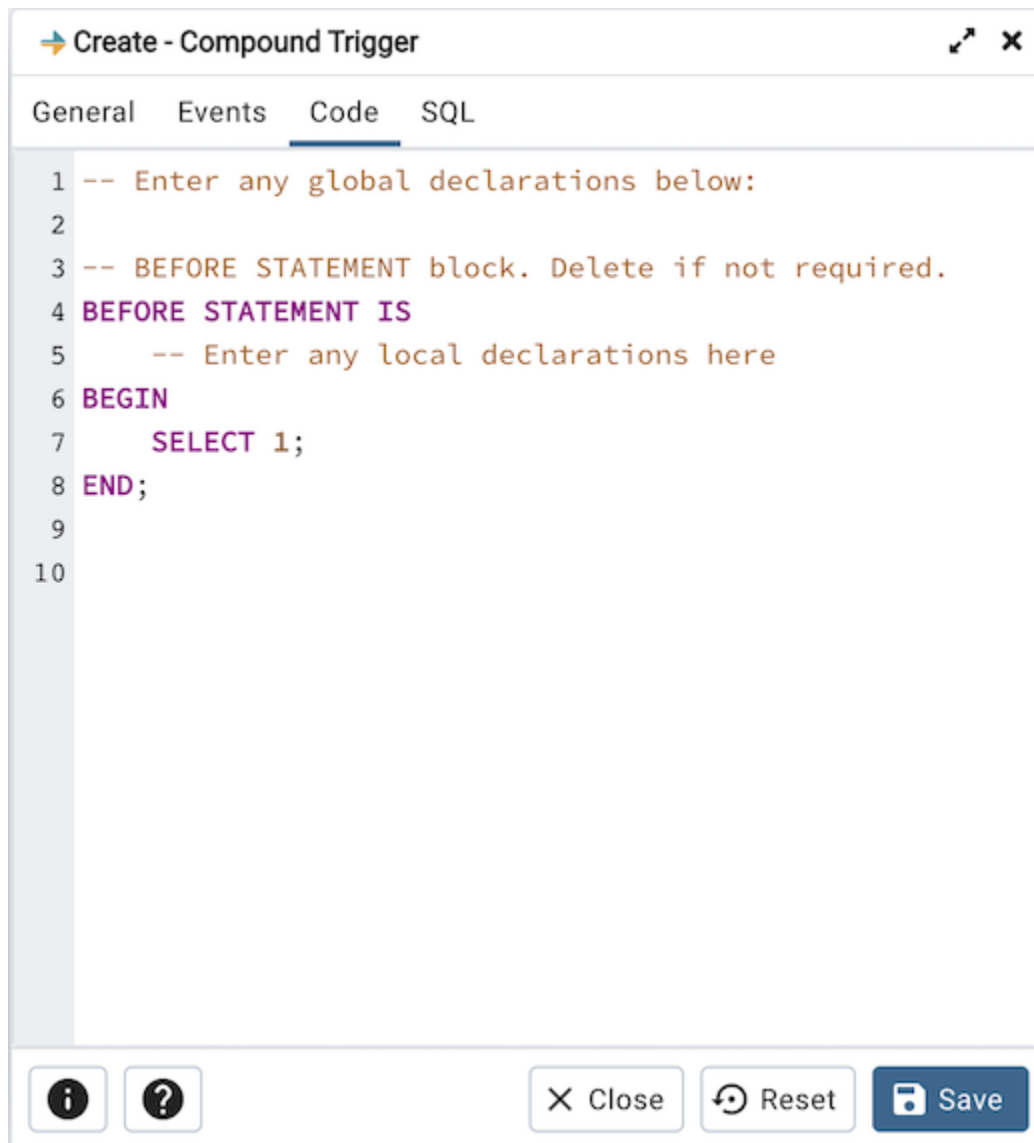 Create - Compound Trigger
General Events Code SQL
1 -- Enter any global declarations below:
2
3 -- BEFORE STATEMENT block. Delete if not required.
4 BEFORE STATEMENT IS
5     -- Enter any local declarations here
6 BEGIN
7     SELECT 1;
8 END;
9
10
Close Reset Save